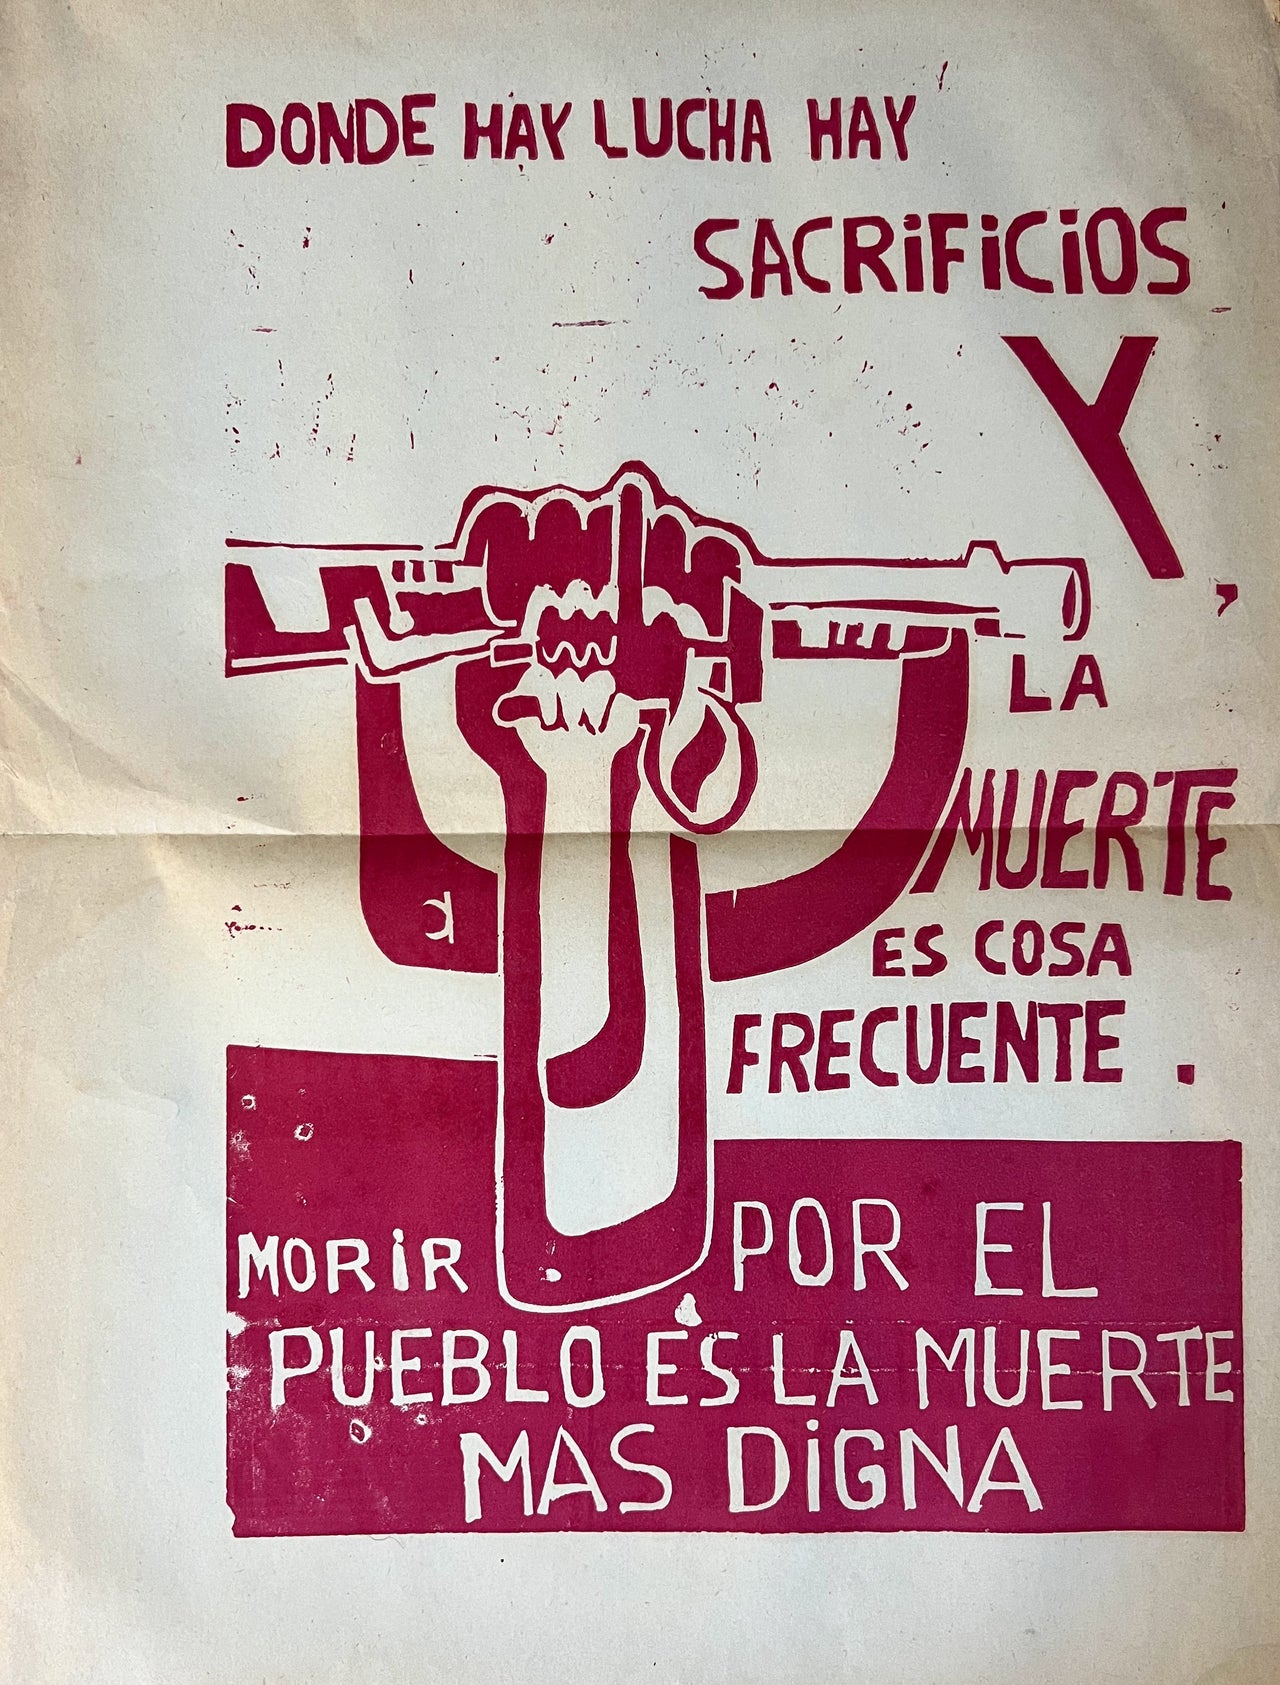 DONDE HAY LUCHA HAY
SACRiFiCiOS
Y,
LA
MUERTE
ES COSA
FRECUENTE .
MORiR POR EL
PUEBLO ES LA MUERTE
MAS DiGNA